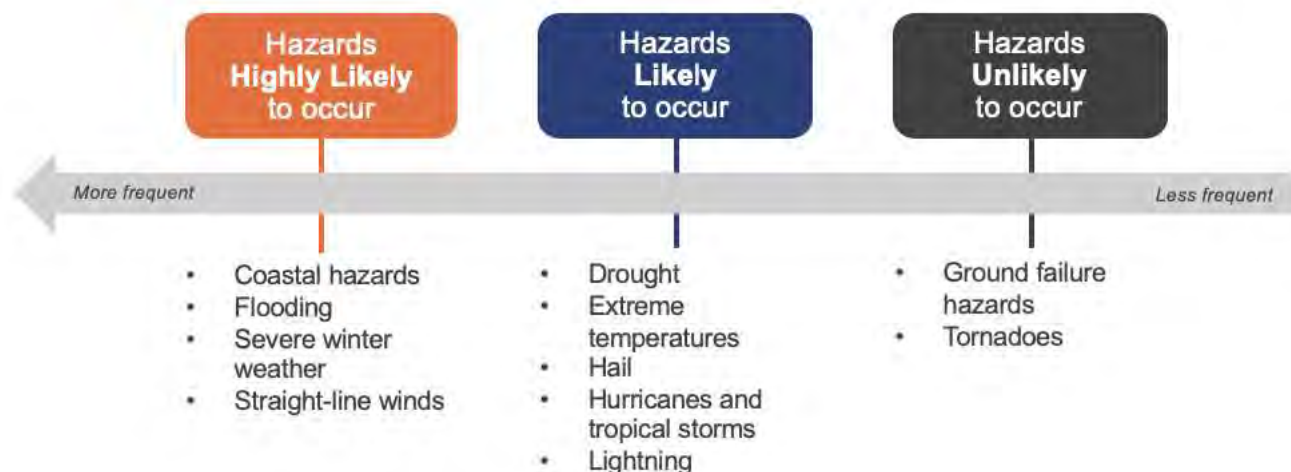 Hazards
Highly Likely
to occur
Hazards
Likely
to occur
Hazards
Unlikely
to occur
More frequent
Less frequent
• Coastal hazards
• Flooding
• Severe winter
weather
• Straight-line winds
• Drought
• Extreme
temperatures
• Hail
• Hurricanes and
tropical storms
• Lightning
• Ground failure
hazards
• Tornadoes